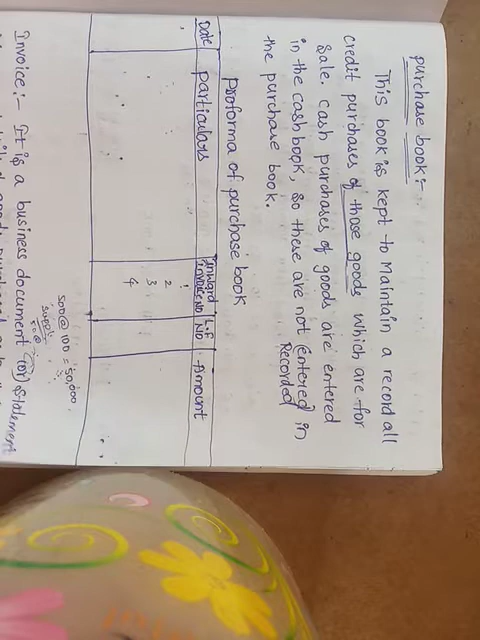 purchase book:-
This book is kept to Maintain a record all
credit purchases of those goods which are for
Sale. cash purchases of goods are entered
in the cash book, so these are not (entered) in
Recorded
the purchase book.
proforma of purchase book
Date particulars Inward Invoice No L.F No Amount
1
2
3
4
500 @ 100 = 50,000
Invoice:- It is a business document (or) Statement